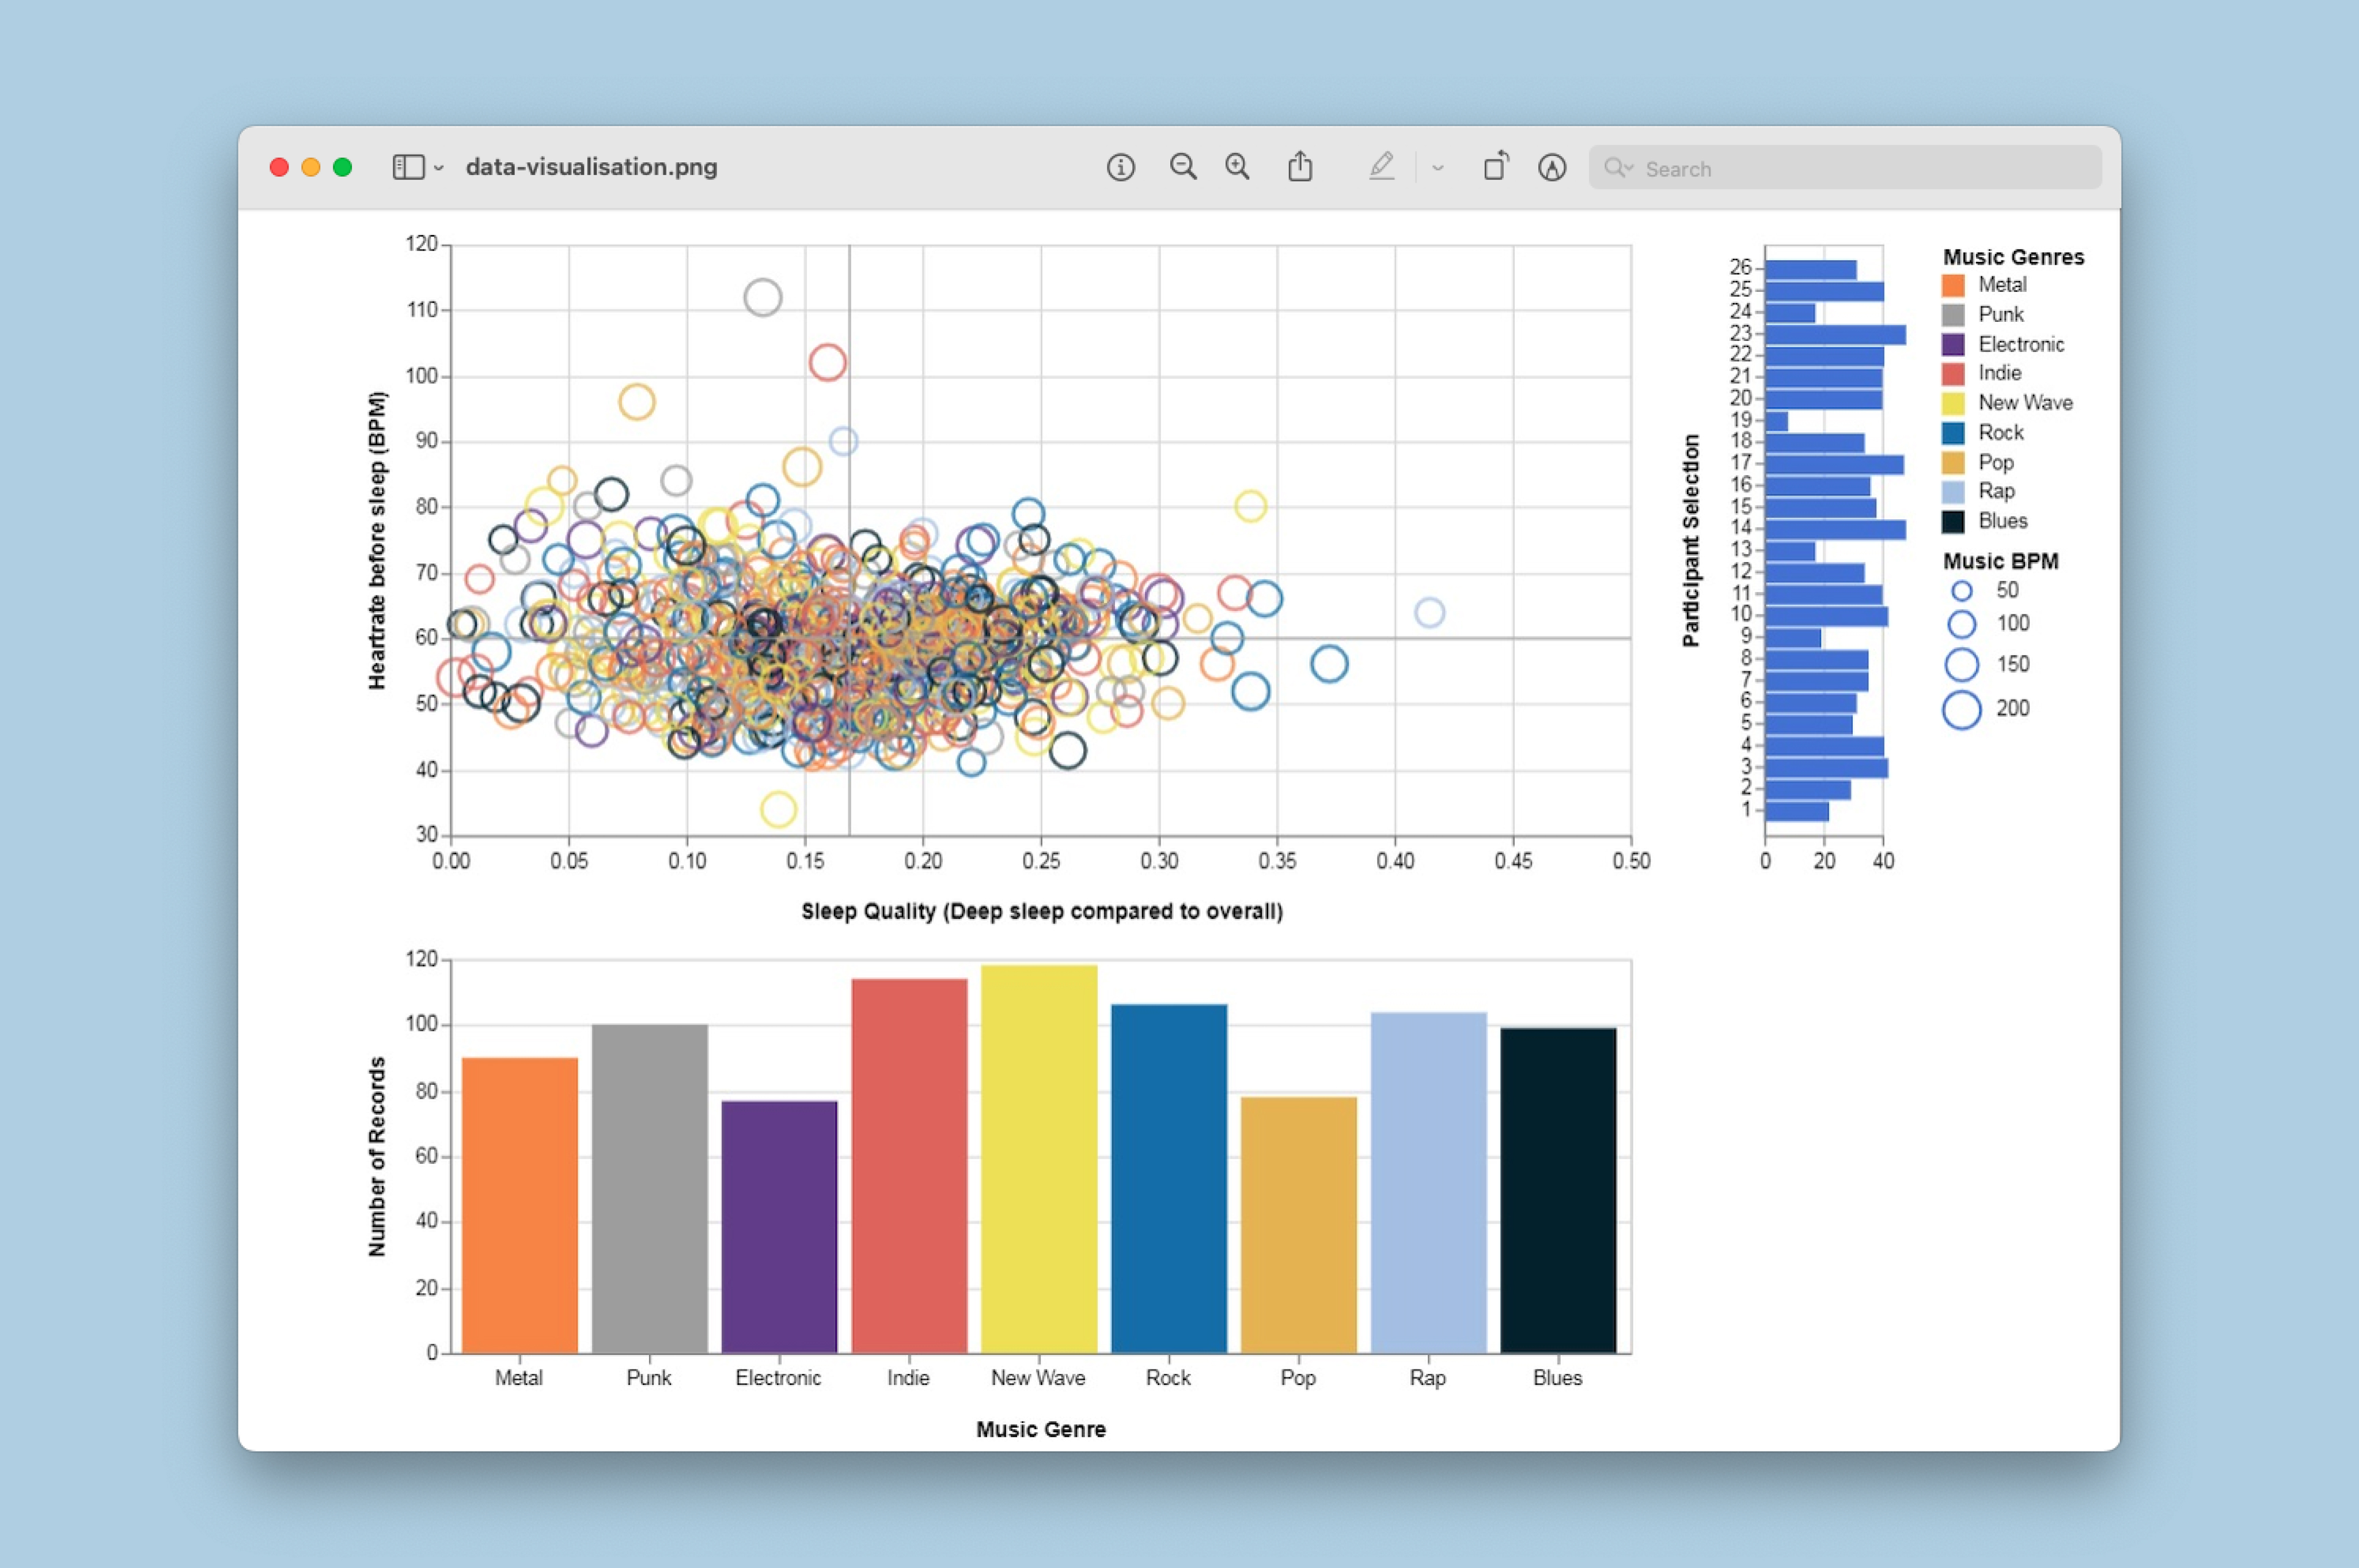 data-visualisation.png
Search
120
110
100
90
80
70
60
50
40
30
Heartrate before sleep (BPM)
0.00 0.05 0.10 0.15 0.20 0.25 0.30 0.35 0.40 0.45 0.50
Sleep Quality (Deep sleep compared to overall)
Participant Selection
26
25
24
23
22
21
20
19
18
17
16
15
14
13
12
11
10
9
8
7
6
5
4
3
2
1
0 20 40
Music Genres
Metal
Punk
Electronic
Indie
New Wave
Rock
Pop
Rap
Blues
Music BPM
50
100
150
200
120
100
80
60
40
20
0
Number of Records
Metal Punk Electronic Indie New Wave Rock Pop Rap Blues
Music Genre